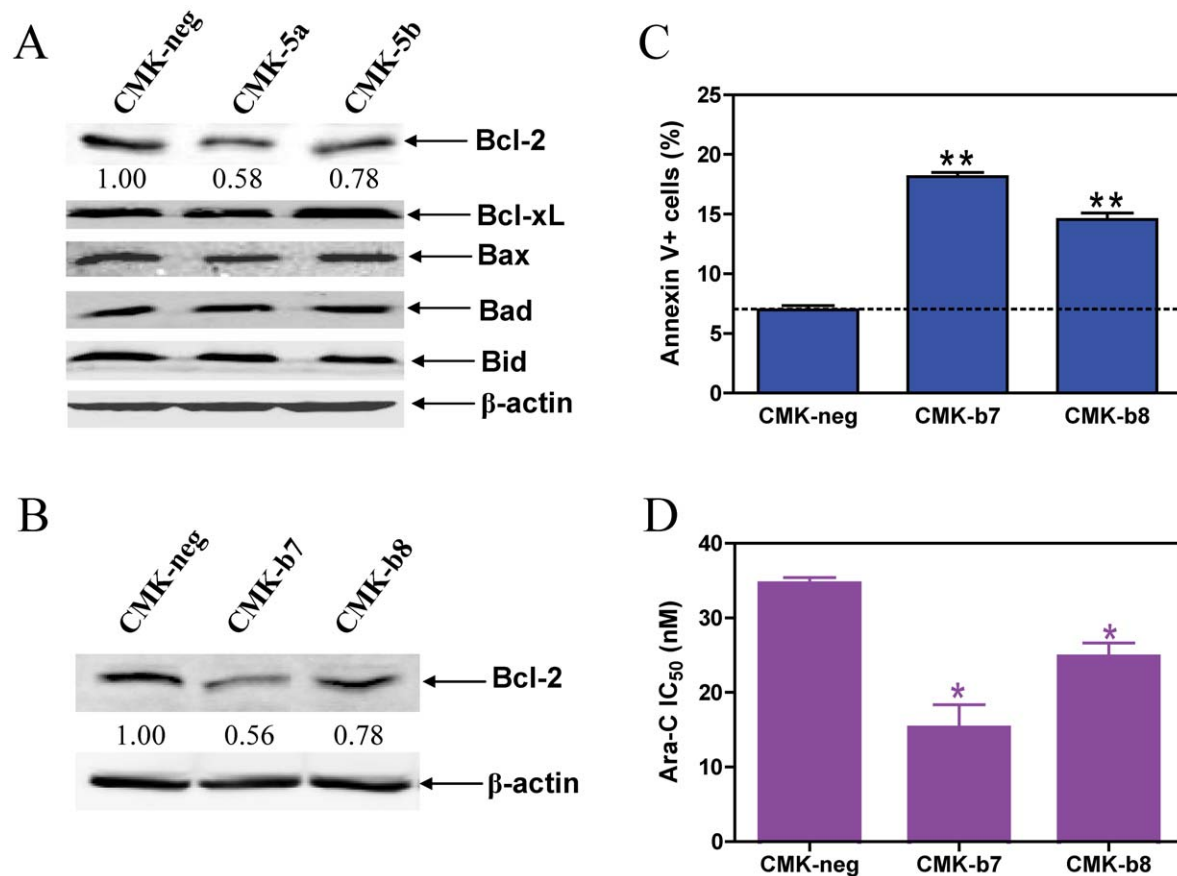 A
CMK-neg
CMK-5a
CMK-5b
Bcl-2
1.00 0.58 0.78
Bcl-xL
Bax
Bad
Bid
β-actin
B
CMK-neg
CMK-b7
CMK-b8
Bcl-2
1.00 0.56 0.78
β-actin
C
Annexin V+ cells (%)
25
20
15
10
5
0
**
**
CMK-neg CMK-b7 CMK-b8
D
Ara-C IC₅₀ (nM)
40
30
20
10
0
*
*
CMK-neg CMK-b7 CMK-b8